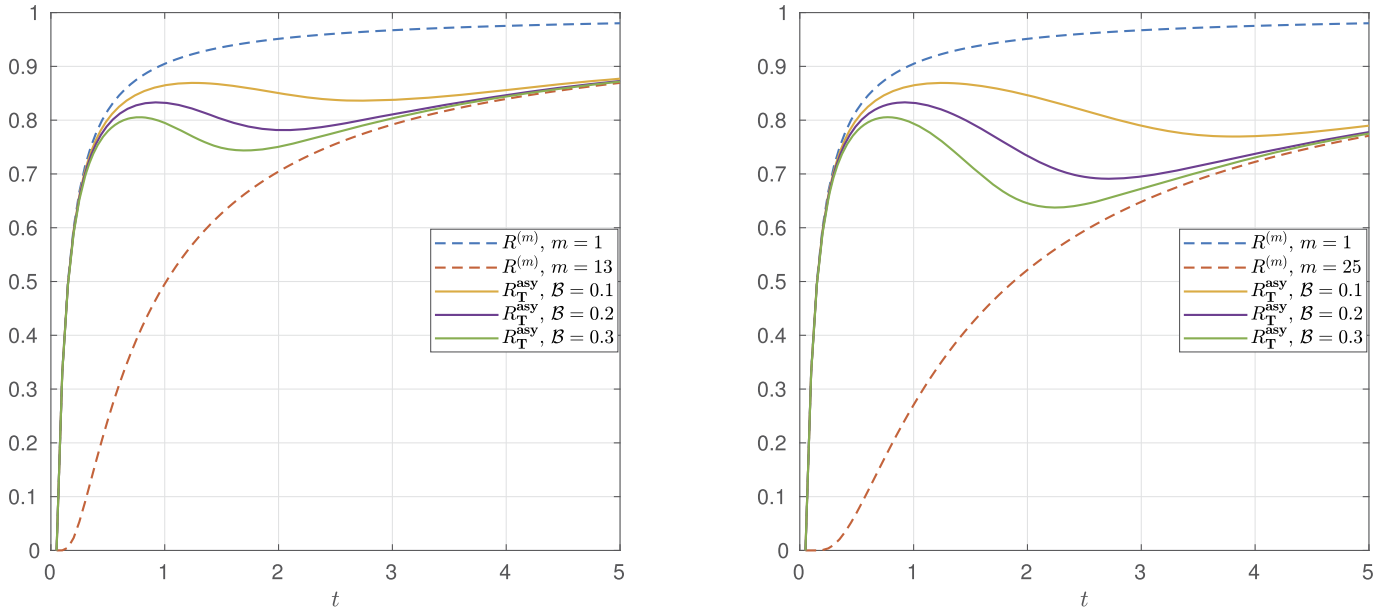 1
0.9
0.8
0.7
0.6
0.5
0.4
0.3
0.2
0.1
0
0 1 2 3 4 5
t
R^(m), m = 1
R^(m), m = 13
R_T^asy, B = 0.1
R_T^asy, B = 0.2
R_T^asy, B = 0.3
1
0.9
0.8
0.7
0.6
0.5
0.4
0.3
0.2
0.1
0
0 1 2 3 4 5
t
R^(m), m = 1
R^(m), m = 25
R_T^asy, B = 0.1
R_T^asy, B = 0.2
R_T^asy, B = 0.3